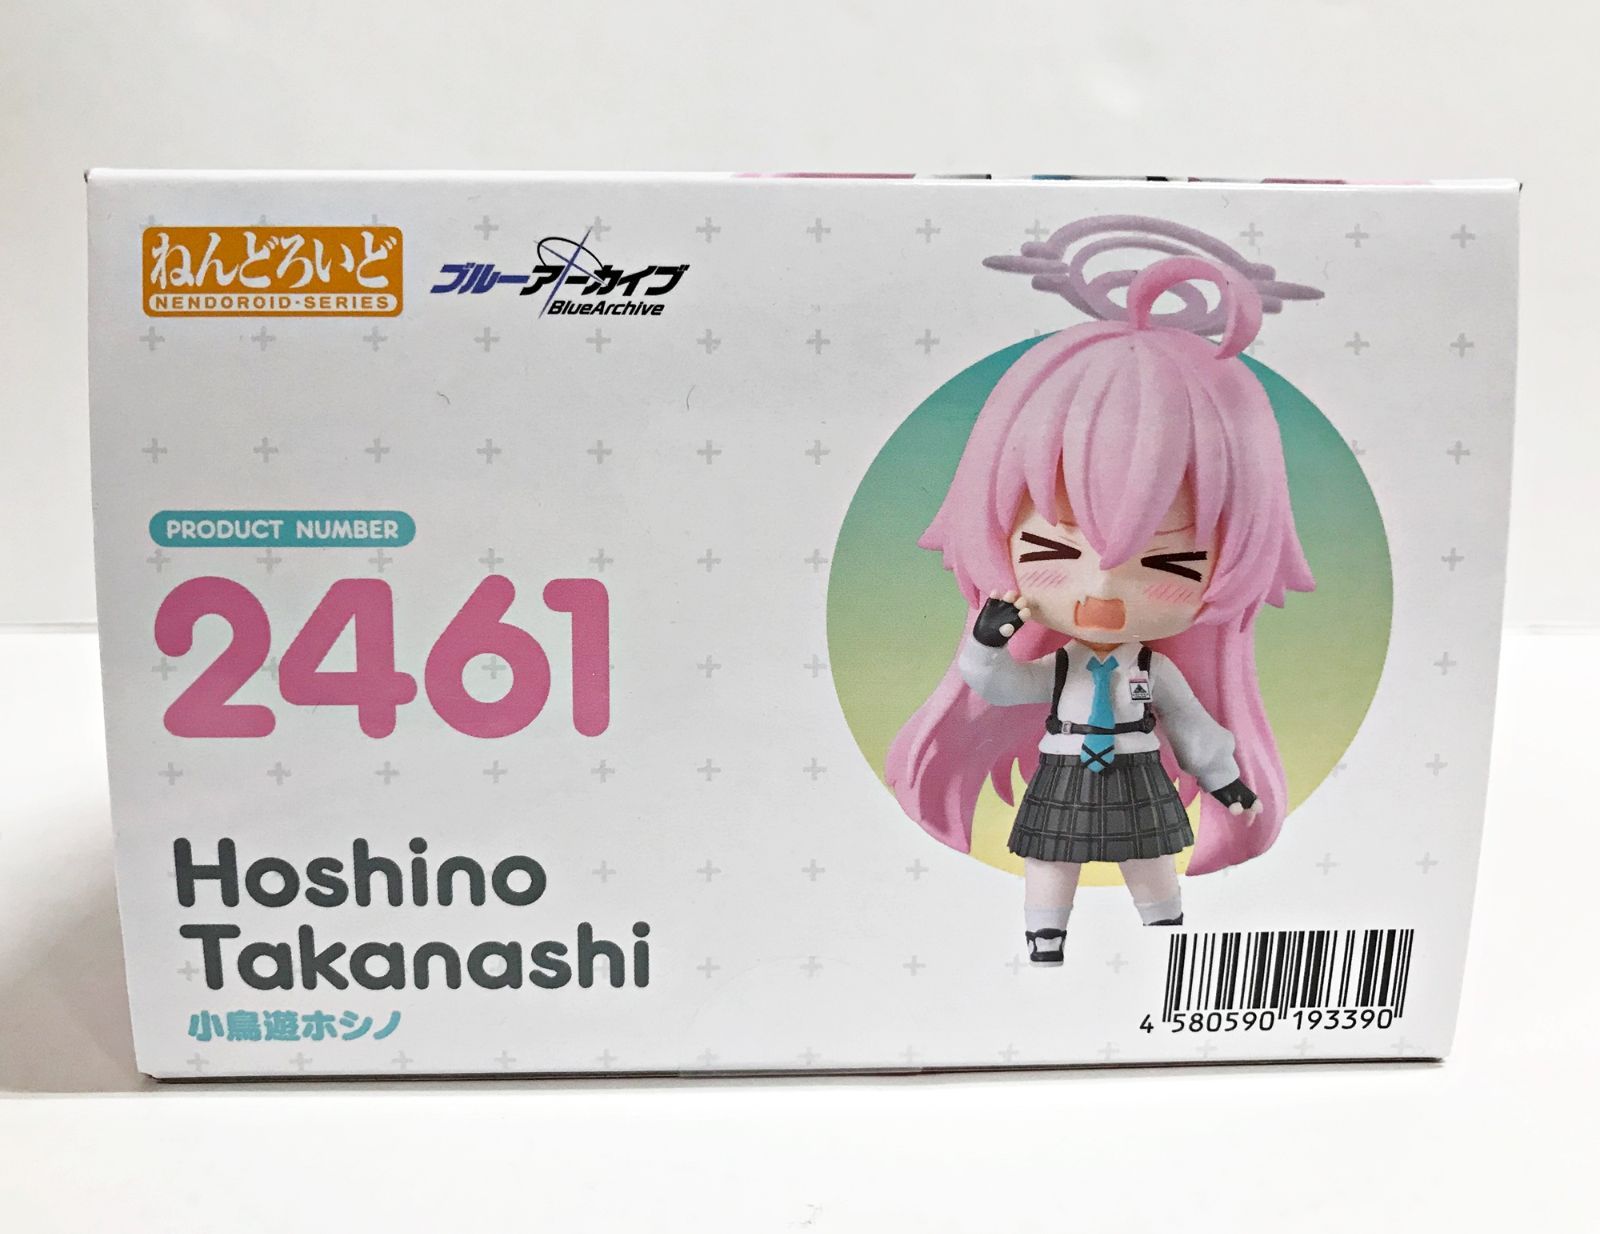 ねんどろいど
NENDOROID·SERIES
ブルーアーカイブ
BlueArchive
PRODUCT NUMBER
2461
Hoshino
Takanashi
小鳥遊ホシノ
4 580590 193390